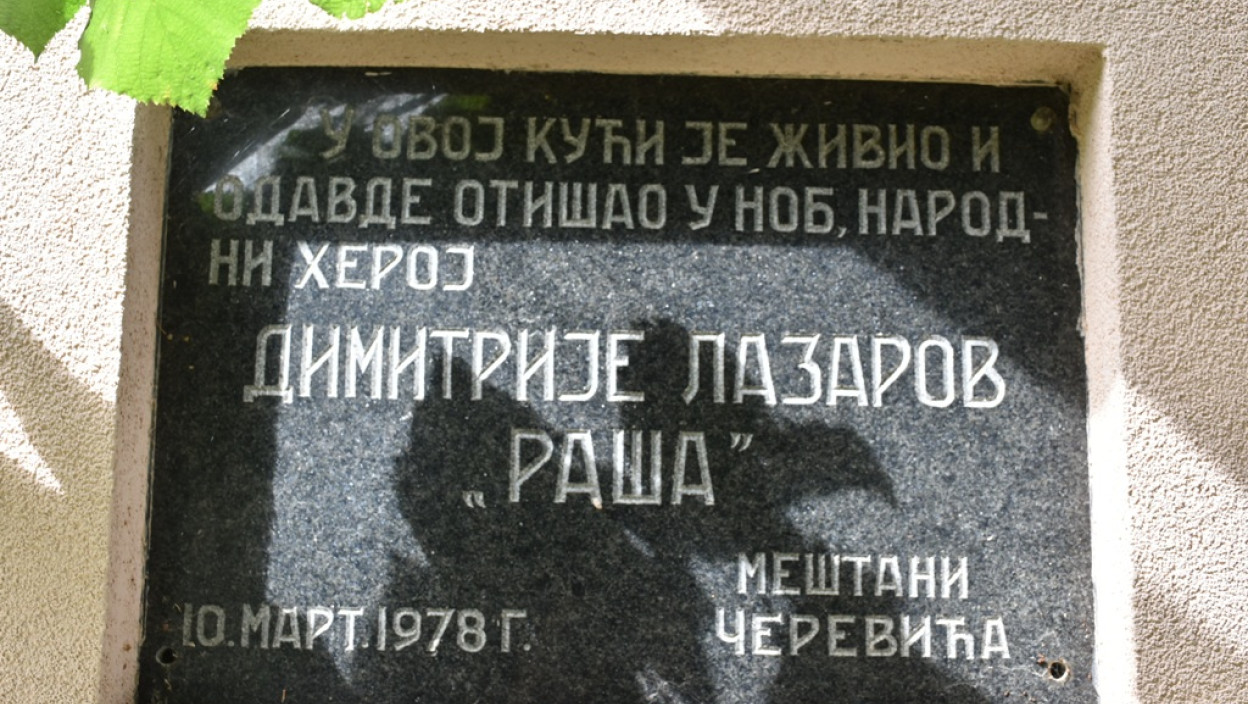 У ОВОЈ КУЋИ ЈЕ ЖИВИО И
ОДАВДЕ ОТИШАО У НОБ, НАРОД-
НИ ХЕРОЈ
ДИМИТРИЈЕ ЛАЗАРОВ
„РАША”
МЕШТАНИ
10. МАРТ. 1978 Г. ЧЕРЕВИЋА